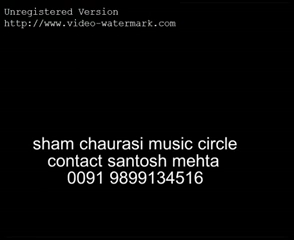 Unregistered Version
http://www.video-watermark.com
sham chaurasi music circle
contact santosh mehta
0091 9899134516